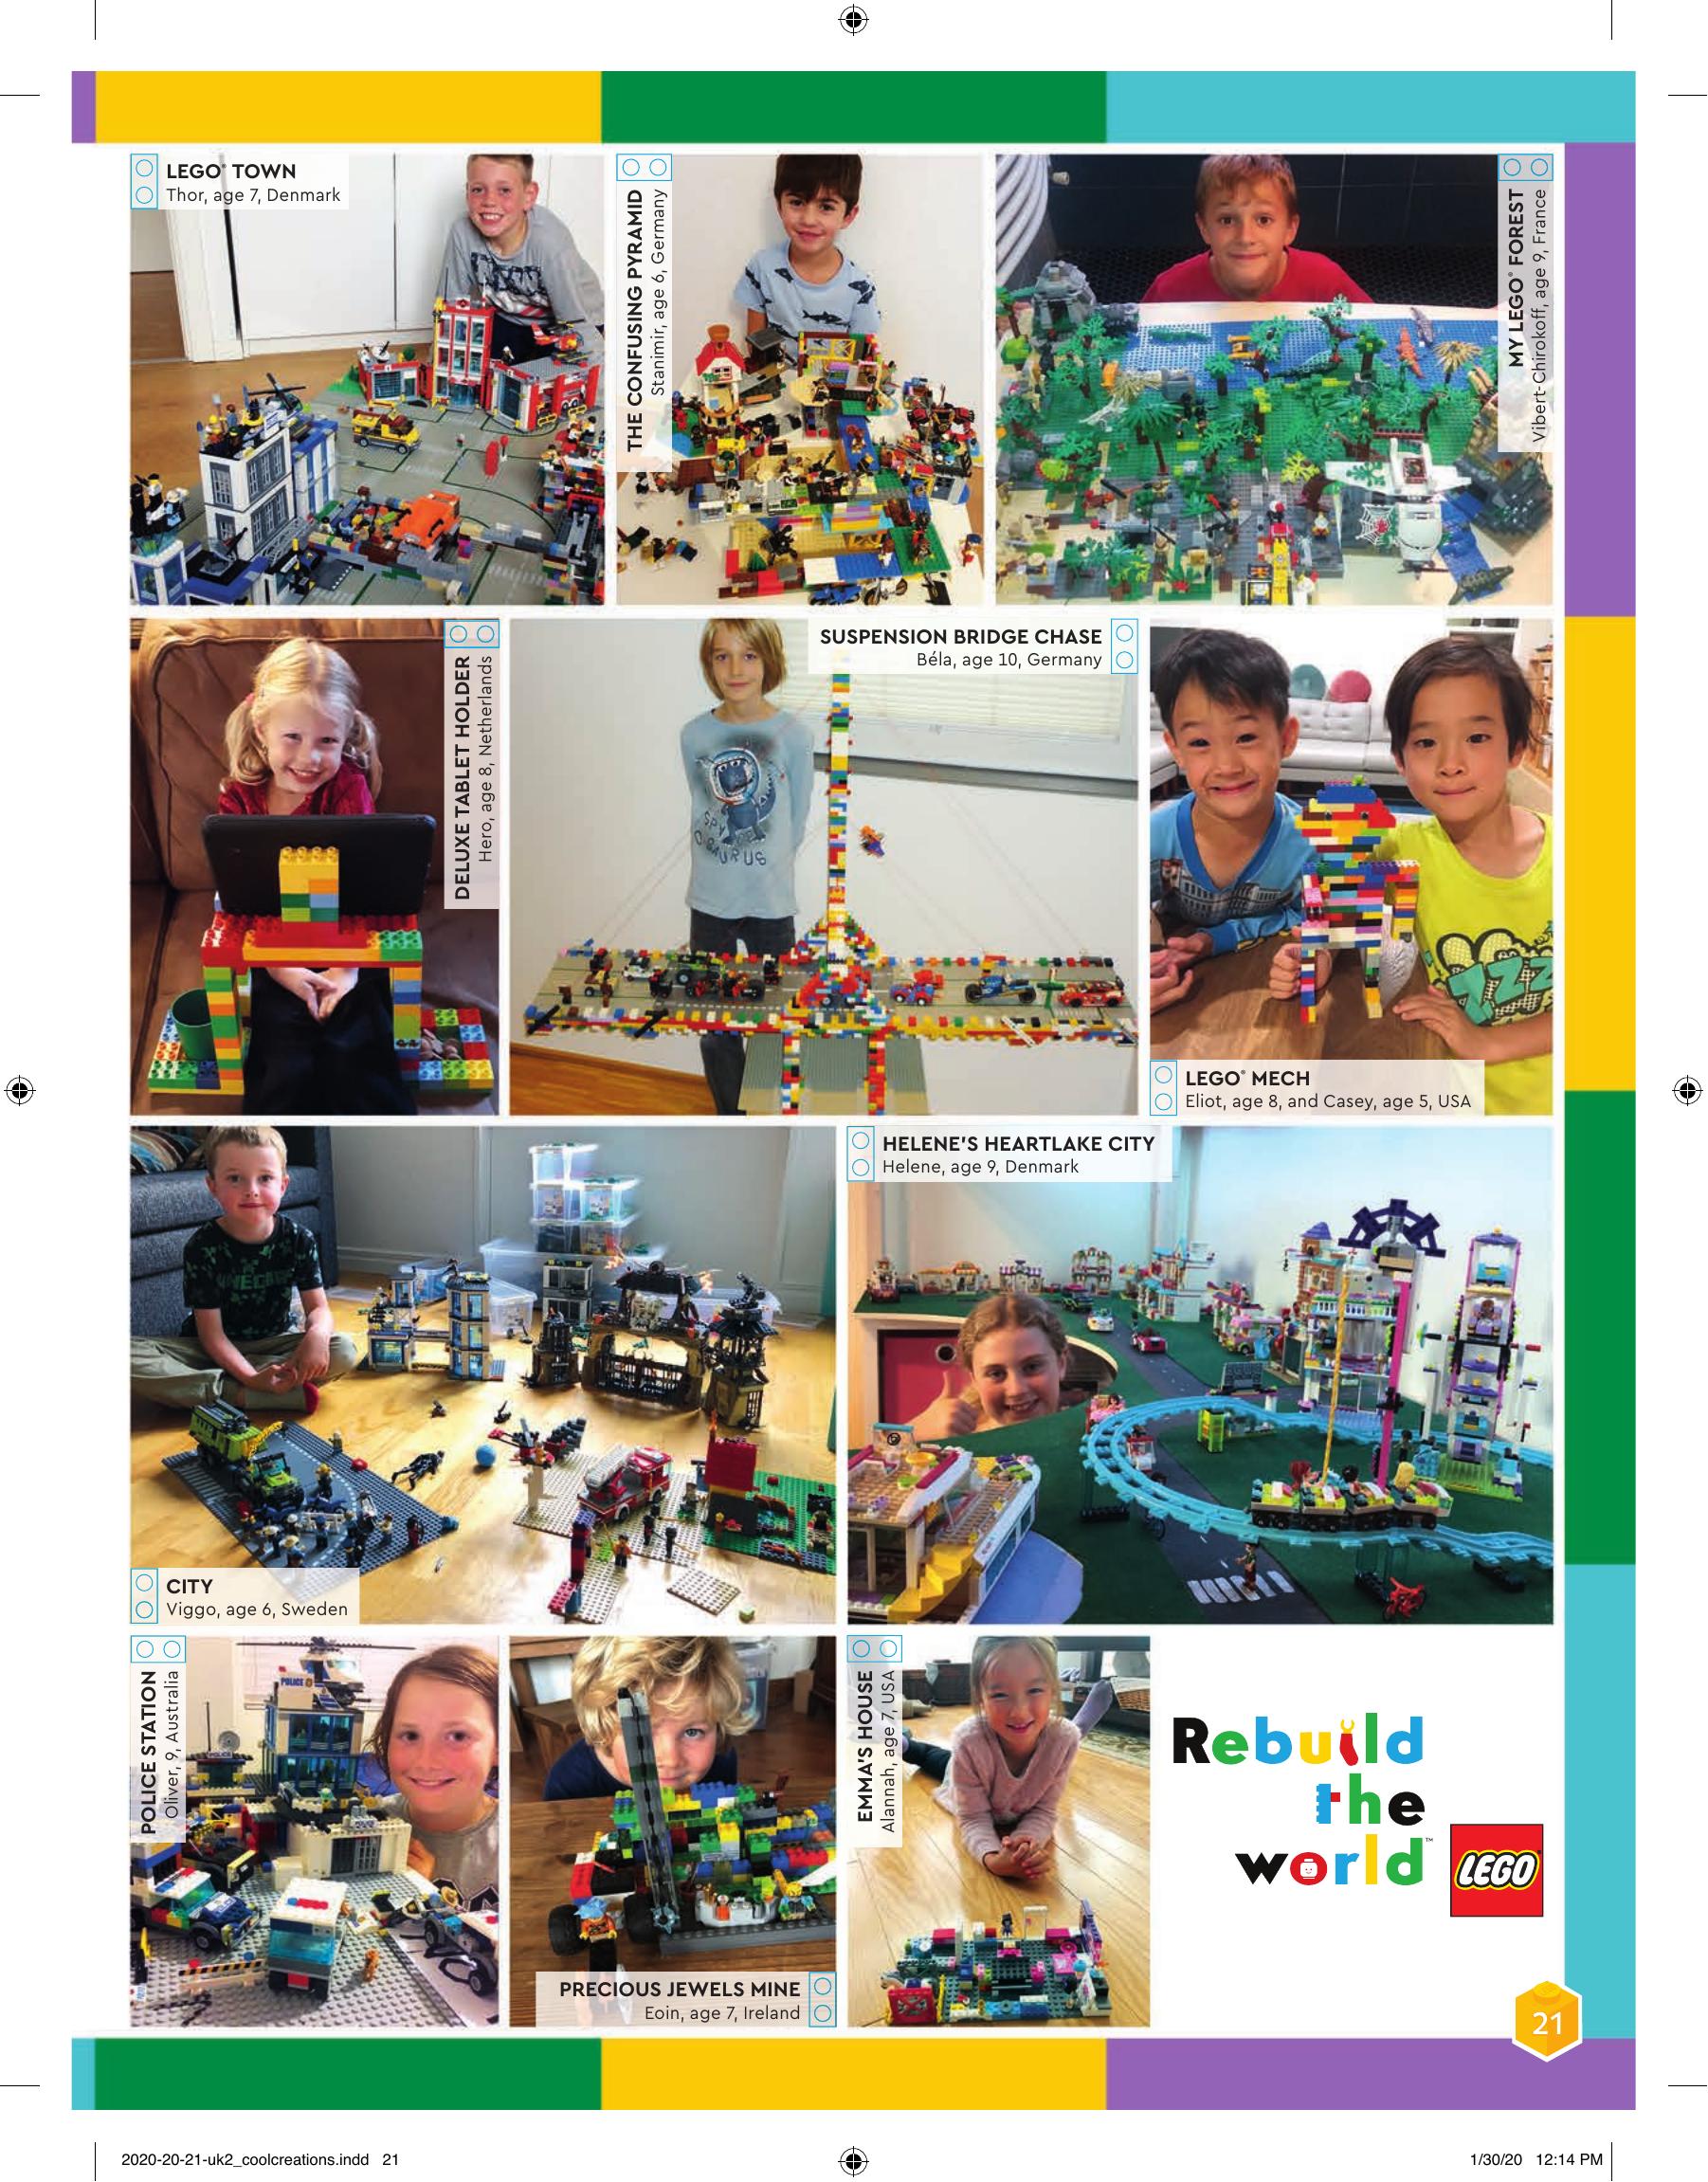 LEGO® TOWN
Thor, age 7, Denmark
THE CONFUSING PYRAMID
Stanimir, age 6, Germany
MY LEGO® FOREST
Vibert-Chirokoff, age 9, France
DELUXE TABLET HOLDER
Hero, age 8, Netherlands
SUSPENSION BRIDGE CHASE
Béla, age 10, Germany
LEGO® MECH
Eliot, age 8, and Casey, age 5, USA
CITY
Viggo, age 6, Sweden
HELENE'S HEARTLAKE CITY
Helene, age 9, Denmark
POLICE STATION
Oliver, 9, Australia
POLICE
PRECIOUS JEWELS MINE
Eoin, age 7, Ireland
EMMA'S HOUSE
Alannah, age 7, USA
Rebuild
the
world™
LEGO
21
2020-20-21-uk2_coolcreations.indd 21
1/30/20 12:14 PM